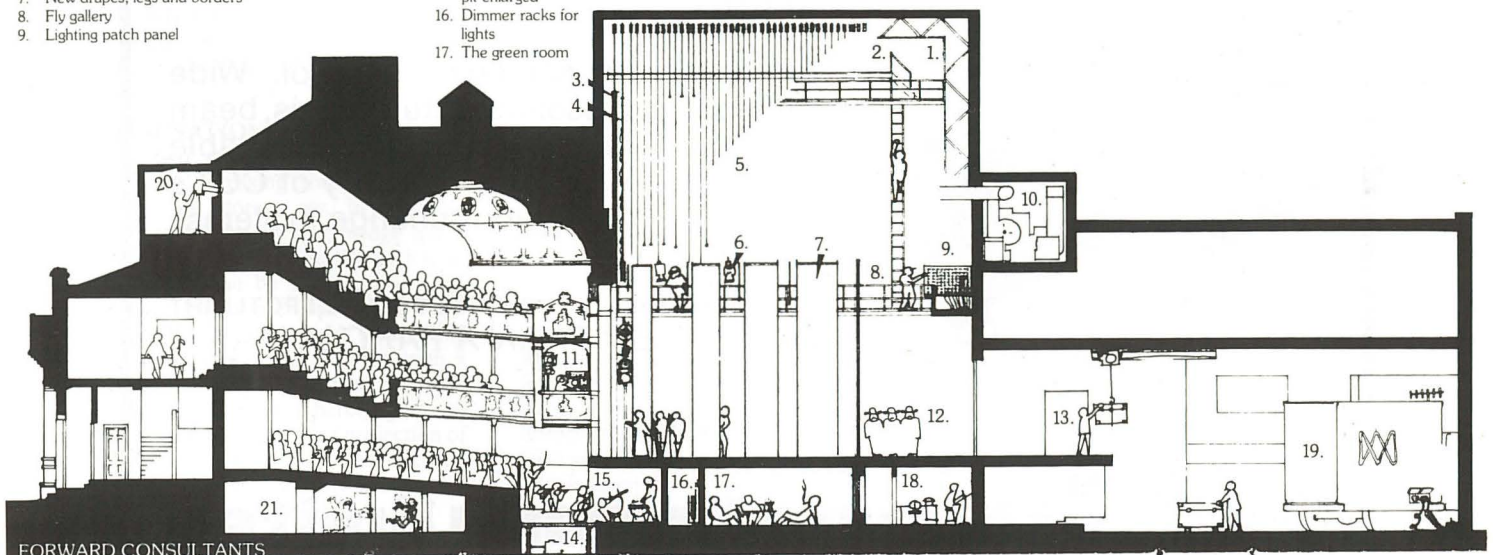 7. New drapes, legs and borders
8. Fly gallery
9. Lighting patch panel
pit enlarged
16. Dimmer racks for
lights
17. The green room
1.
2.
3.
4.
5.
6.
7.
8.
9.
10.
11.
12.
13.
14.
15.
16.
17.
18.
19.
20.
21.
FORWARD CONSULTANTS